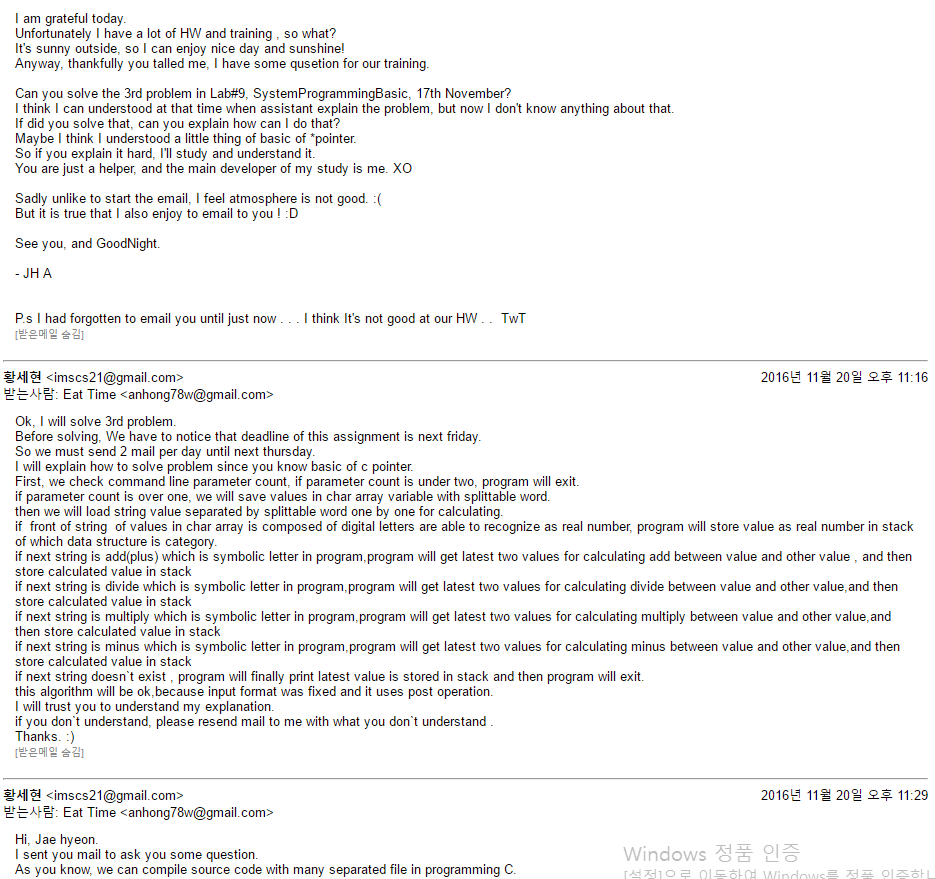 I am grateful today.
Unfortunately I have a lot of HW and training , so what?
It's sunny outside, so I can enjoy nice day and sunshine!
Anyway, thankfully you talled me, I have some qusetion for our training.
Can you solve the 3rd problem in Lab#9, SystemProgrammingBasic, 17th November?
I think I can understood at that time when assistant explain the problem, but now I don't know anything about that.
If did you solve that, can you explain how can I do that?
Maybe I think I understood a little thing of basic of *pointer.
So if you explain it hard, I'll study and understand it.
You are just a helper, and the main developer of my study is me. XO
Sadly unlike to start the email, I feel atmosphere is not good. :(
But it is true that I also enjoy to email to you ! :D
See you, and GoodNight.
- JH A
P.s I had forgotten to email you until just now . . . I think It's not good at our HW . .  TwT
[받은메일 숨김]
황세현 <imscs21@gmail.com> 2016년 11월 20일 오후 11:16
받는사람: Eat Time <anhong78w@gmail.com>
Ok, I will solve 3rd problem.
Before solving, We have to notice that deadline of this assignment is next friday.
So we must send 2 mail per day until next thursday.
I will explain how to solve problem since you know basic of c pointer.
First, we check command line parameter count, if parameter count is under two, program will exit.
if parameter count is over one, we will save values in char array variable with splittable word.
then we will load string value separated by splittable word one by one for calculating.
if  front of string  of values in char array is composed of digital letters are able to recognize as real number, program will store value as real number in stack
of which data structure is category.
if next string is add(plus) which is symbolic letter in program,program will get latest two values for calculating add between value and other value , and then
store calculated value in stack
if next string is divide which is symbolic letter in program,program will get latest two values for calculating divide between value and other value,and then
store calculated value in stack
if next string is multiply which is symbolic letter in program,program will get latest two values for calculating multiply between value and other value,and
then store calculated value in stack
if next string is minus which is symbolic letter in program,program will get latest two values for calculating minus between value and other value,and then
store calculated value in stack
if next string doesn`t exist , program will finally print latest value is stored in stack and then program will exit.
this algorithm will be ok,because input format was fixed and it uses post operation.
I will trust you to understand my explanation.
if you don`t understand, please resend mail to me with what you don`t understand .
Thanks. :)
[받은메일 숨김]
황세현 <imscs21@gmail.com> 2016년 11월 20일 오후 11:29
받는사람: Eat Time <anhong78w@gmail.com>
Hi, Jae hyeon.
I sent you mail to ask you some question.
As you know, we can compile source code with many separated file in programming C.
Windows 정품 인증
[설정]으로 이동하여 Windows를 정품 인증합니